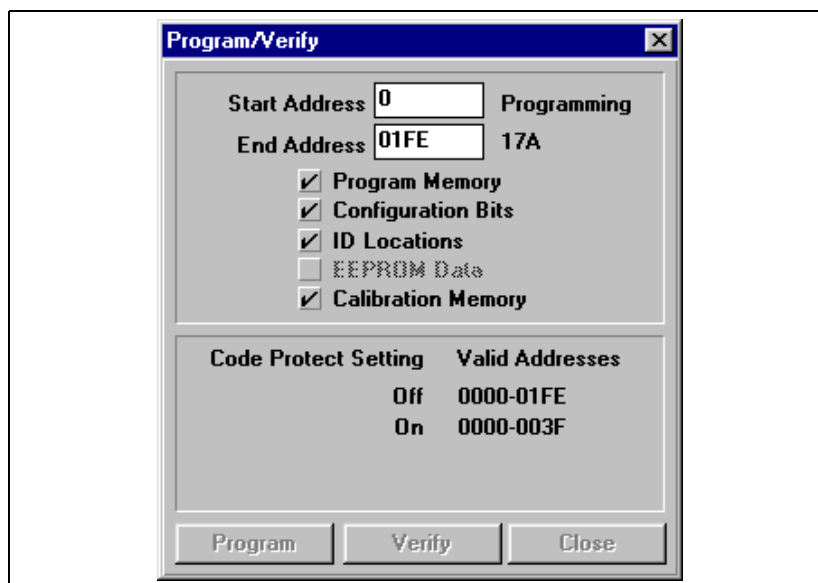 Program/Verify
Start Address 0 Programming
End Address 01FE 17A
Program Memory
Configuration Bits
ID Locations
EEPROM Data
Calibration Memory
Code Protect Setting Valid Addresses
Off 0000-01FE
On 0000-003F
Program Verify Close